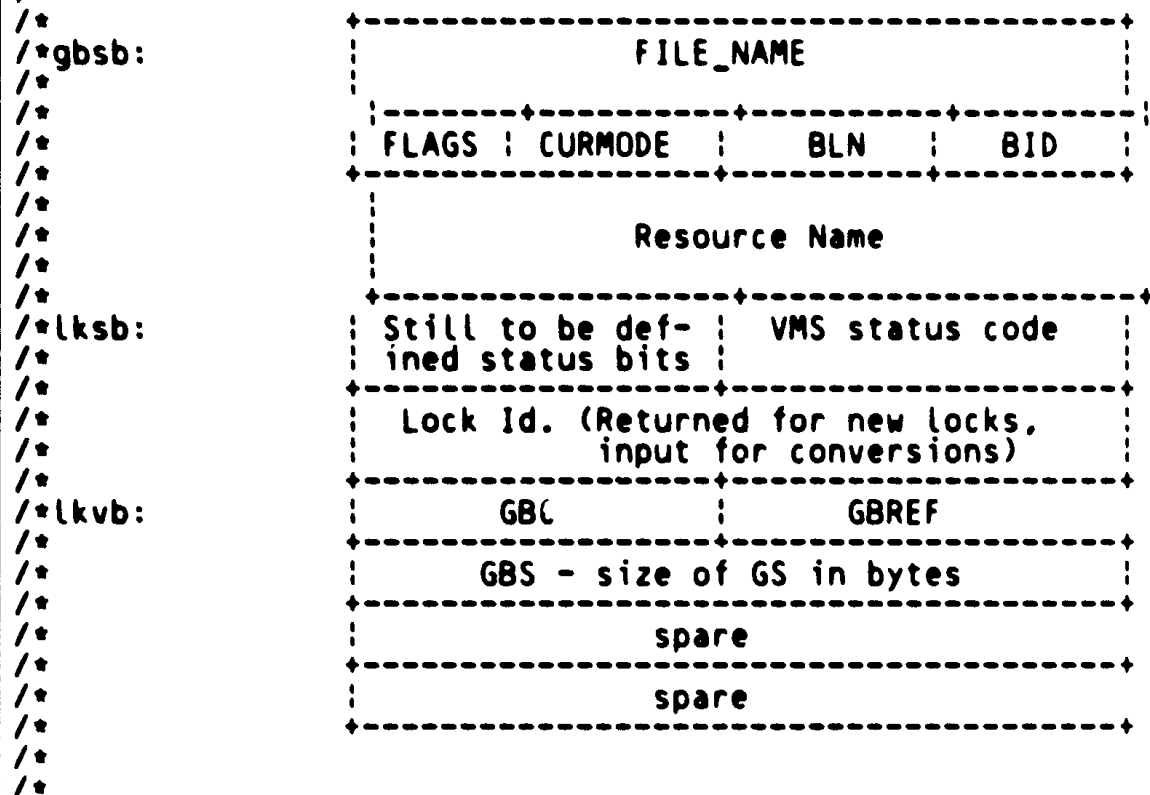 /*                      +---------------------------------------+
/*gbsb:                 |               FILE_NAME               |
/*                      |                                       |
/*                       |-------+----------+----------+---------|
/*                      | FLAGS | CURMODE  |   BLN    |   BID   |
/*                      +------------------+----------+---------+
/*                       |
/*                       |             Resource Name
/*                       |
/*                       +------------------+--------------------+
/*lksb:                 | Still to be def- | VMS status code    |
/*                      | ined status bits |                    |
/*                      +------------------+--------------------+
/*                      |  Lock Id. (Returned for new locks,    |
/*                      |            input for conversions)     |
/*                      +------------------+--------------------+
/*lkvb:                 |       GBC        |      GBREF         |
/*                      +------------------+--------------------+
/*                      |      GBS - size of GS in bytes        |
/*                      +---------------------------------------+
/*                      |               spare                   |
/*                      +---------------------------------------+
/*                      |               spare                   |
/*                      +---------------------------------------+
/*
/*